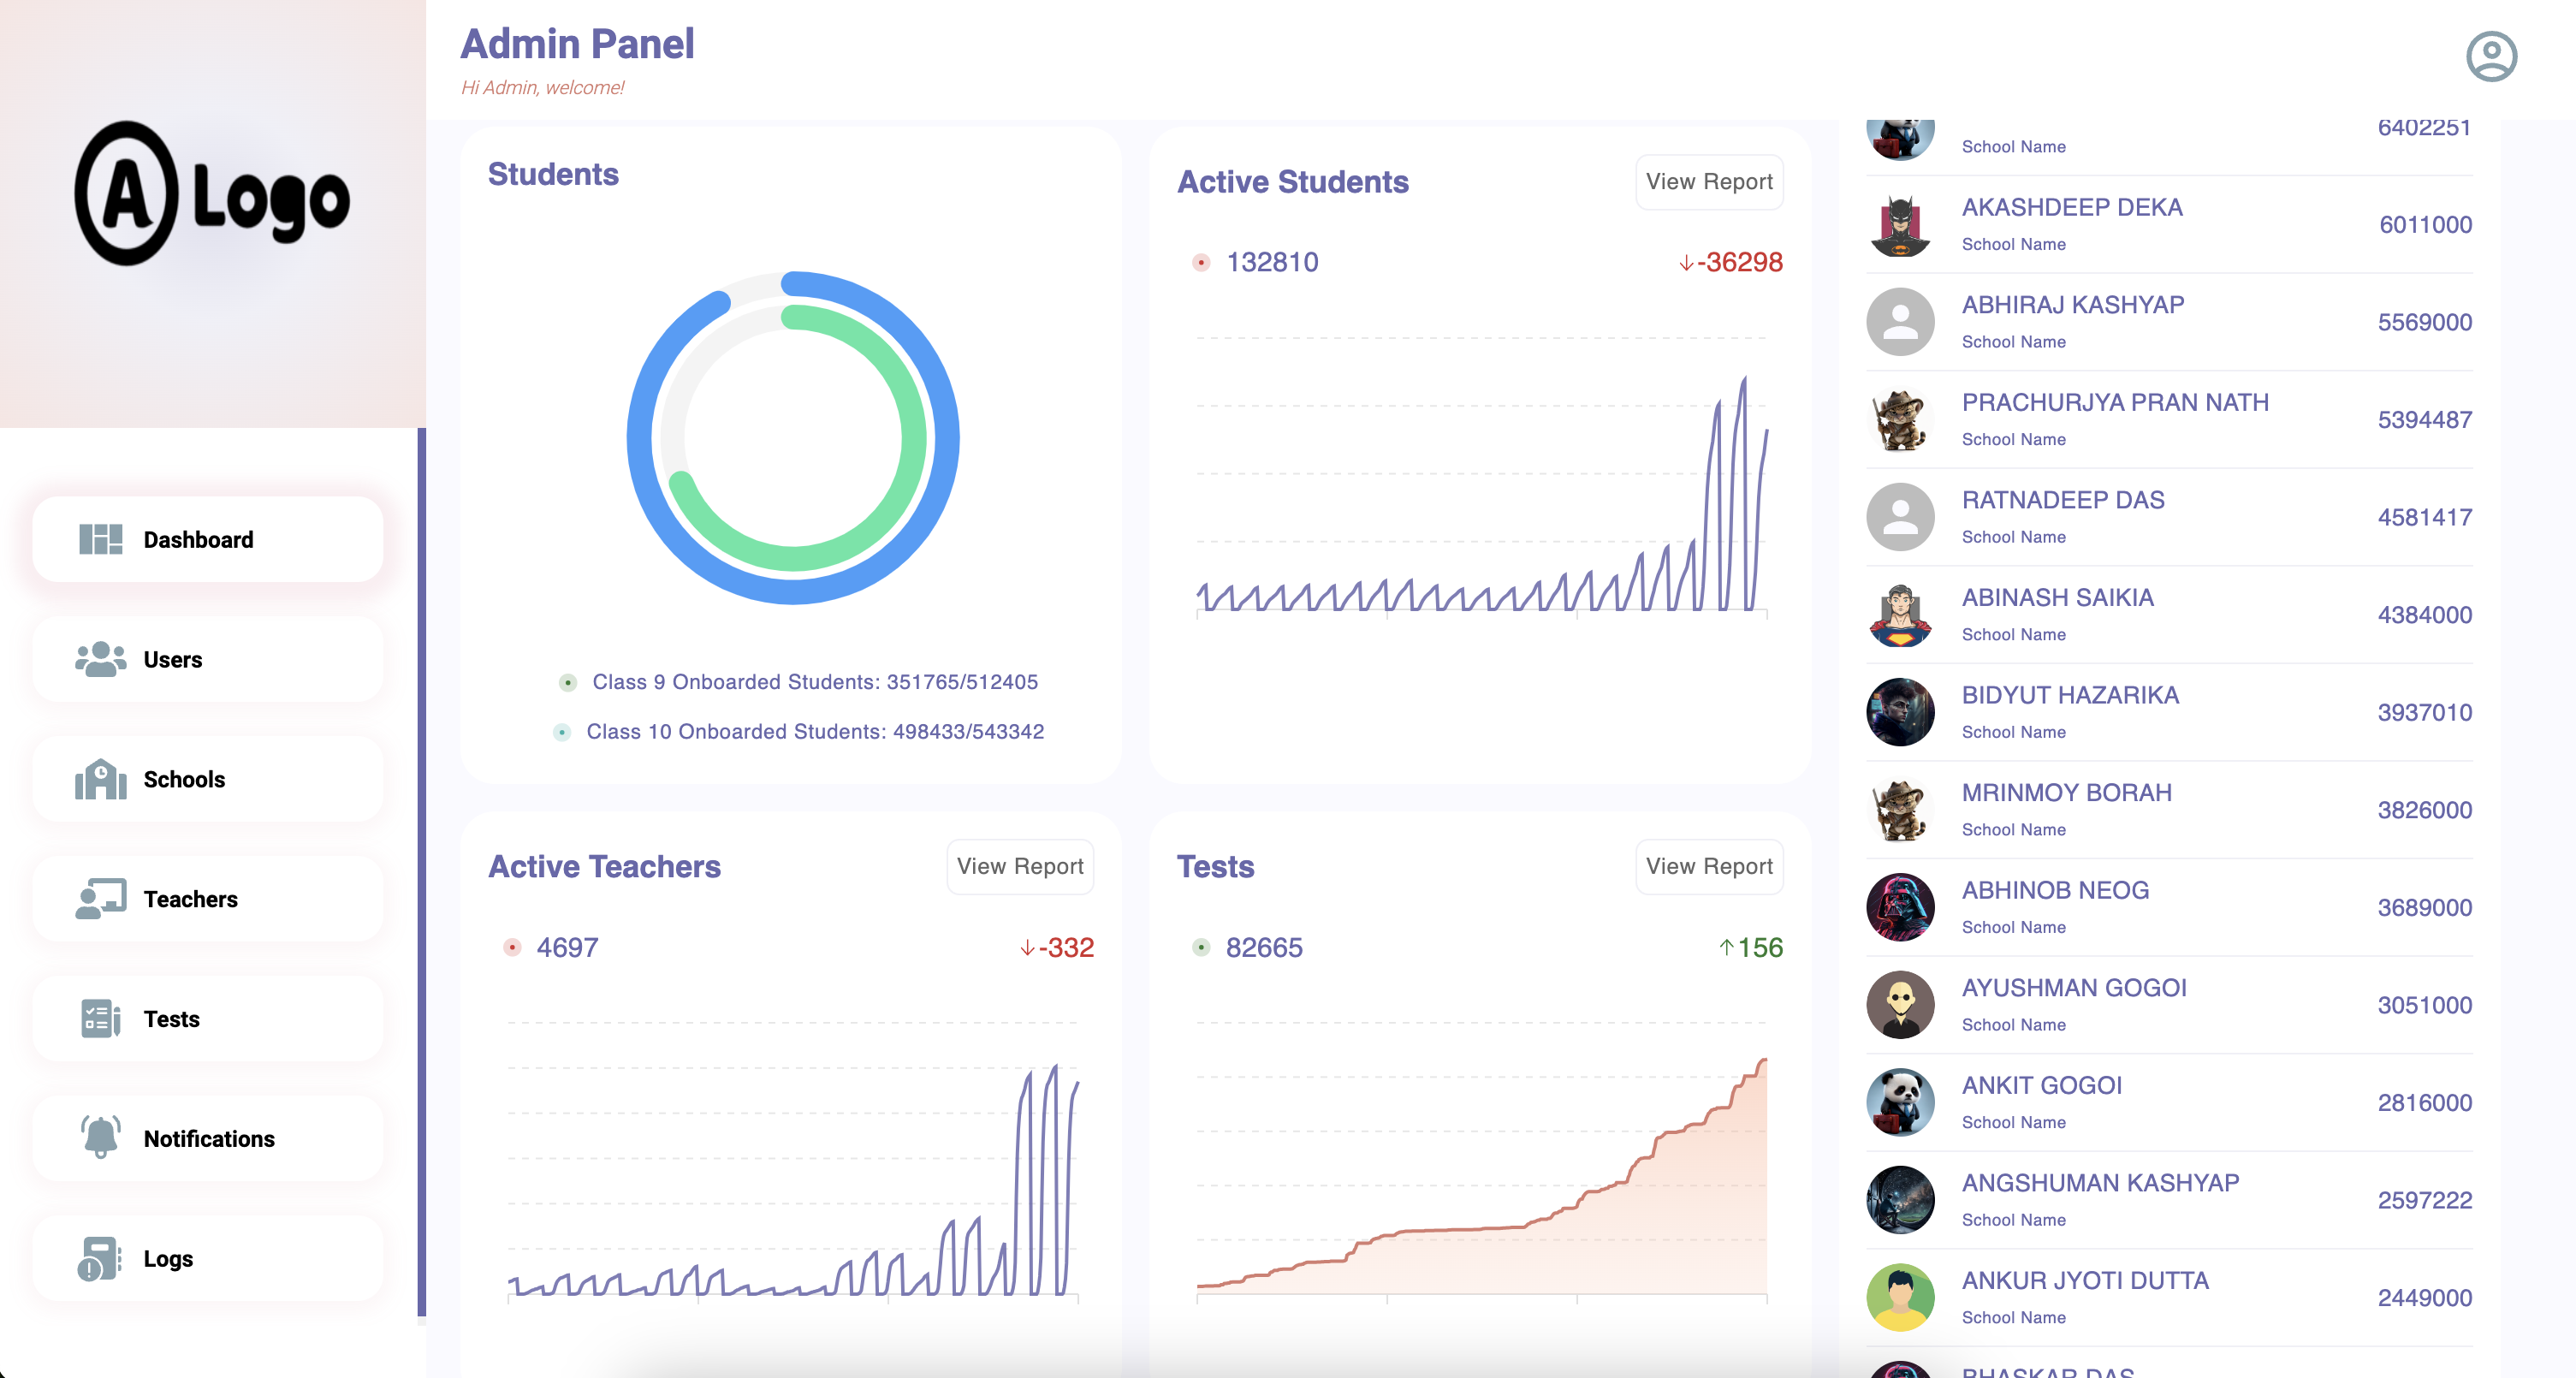 A Logo
Dashboard
Users
Schools
Teachers
Tests
Notifications
Logs
Admin Panel
Hi Admin, welcome!
Students
Class 9 Onboarded Students: 351765/512405
Class 10 Onboarded Students: 498433/543342
Active Students
View Report
132810
↓-36298
Active Teachers
View Report
4697
↓-332
Tests
View Report
82665
↑156
6402251
School Name
AKASHDEEP DEKA
6011000
School Name
ABHIRAJ KASHYAP
5569000
School Name
PRACHURJYA PRAN NATH
5394487
School Name
RATNADEEP DAS
4581417
School Name
ABINASH SAIKIA
4384000
School Name
BIDYUT HAZARIKA
3937010
School Name
MRINMOY BORAH
3826000
School Name
ABHINOB NEOG
3689000
School Name
AYUSHMAN GOGOI
3051000
School Name
ANKIT GOGOI
2816000
School Name
ANGSHUMAN KASHYAP
2597222
School Name
ANKUR JYOTI DUTTA
2449000
School Name
BHASKAR DAS